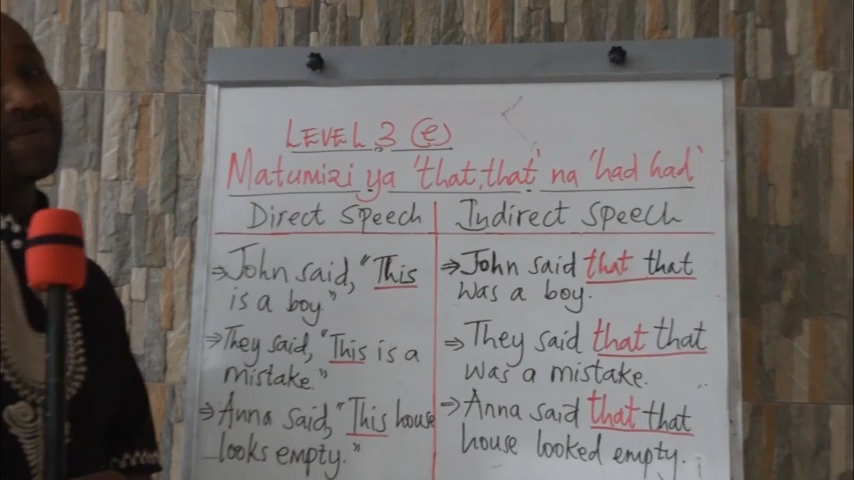 LEVEL 3 (e)
Matumizi ya 'that, that' na 'had had'
Direct Speech
⇒John said, "This
is a boy."
⇒They said, "This is a
mistake."
⇒Anna said, "This house
looks empty."
Indirect Speech
⇒John said that that
was a boy.
⇒They said that that
was a mistake.
⇒Anna said that that
house looked empty.